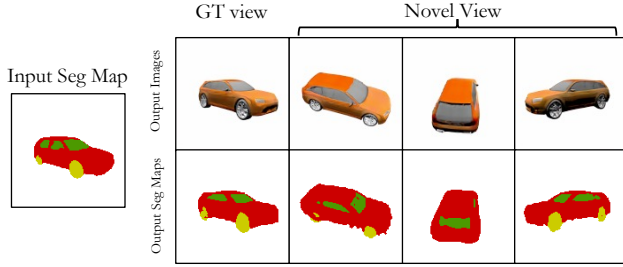 GT view
Novel View
Input Seg Map
Output Images
Output Seg Maps